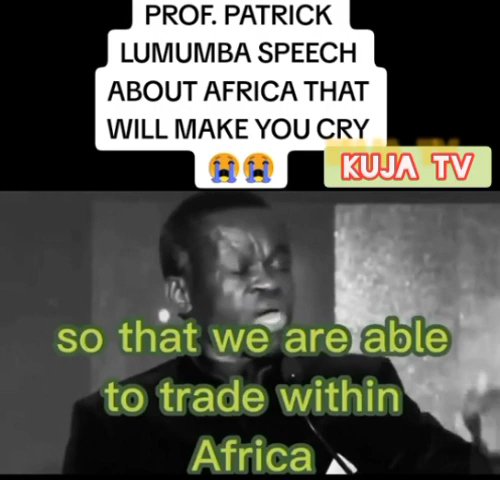 PROF. PATRICK
LUMUMBA SPEECH
ABOUT AFRICA THAT
WILL MAKE YOU CRY
😭😭
KUJA TV
so that we are able
to trade within
Africa